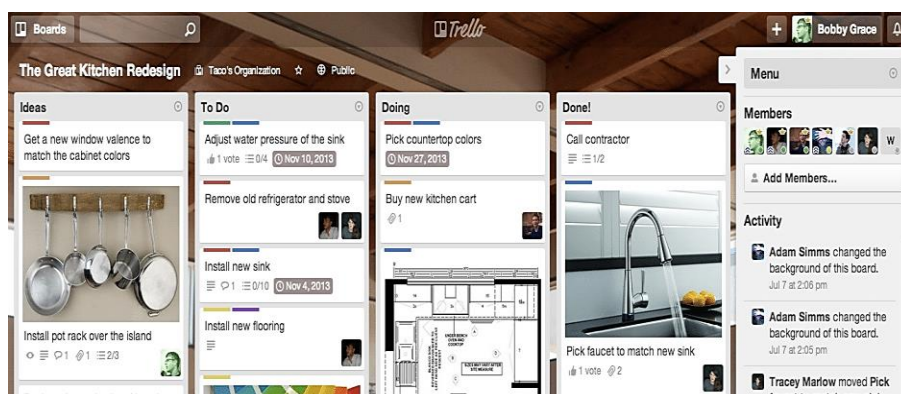 Boards
Trello
Bobby Grace
The Great Kitchen Redesign
Taco's Organization
Public
Ideas
Get a new window valence to
match the cabinet colors
Install pot rack over the island
1
1
2/3
To Do
Adjust water pressure of the sink
1 vote 0/4 Nov 10, 2013
Remove old refrigerator and stove
Install new sink
1 0/10 Nov 4, 2013
Install new flooring
Doing
Pick countertop colors
Nov 27, 2013
Buy new kitchen cart
1
Done!
Call contractor
1/2
Pick faucet to match new sink
1 vote 2
Menu
Members
W
Add Members...
Activity
Adam Simms changed the
background of this board.
Jul 7 at 2:06 pm
Adam Simms changed the
background of this board.
Jul 7 at 2:05 pm
Tracey Marlow moved Pick